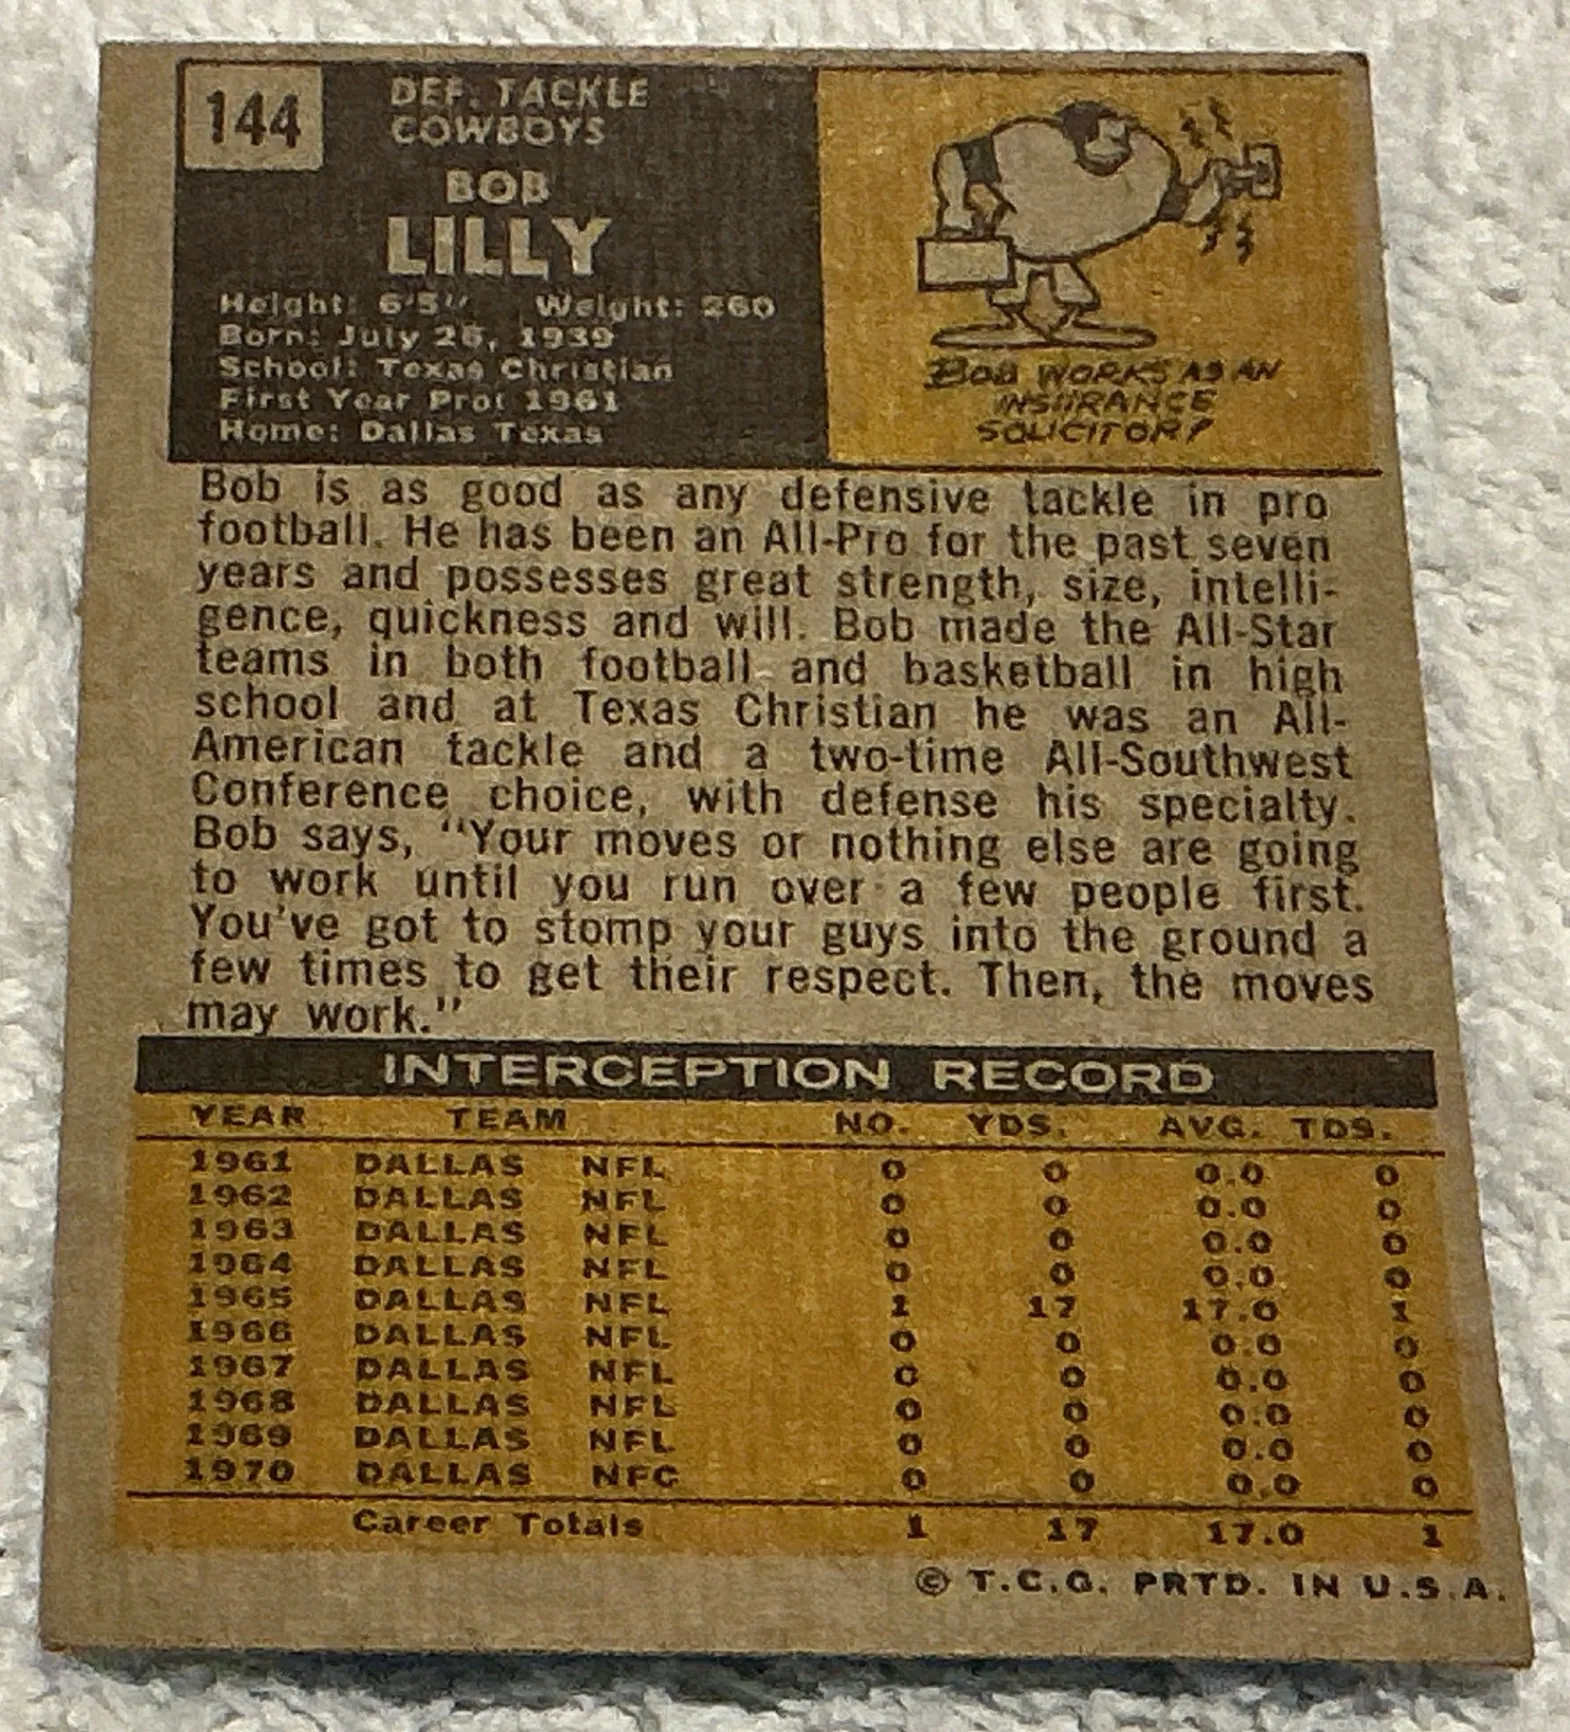 144
DEF. TACKLE
COWBOYS
BOB
LILLY
Height: 6'5" Weight: 260
Born: July 26, 1939
School: Texas Christian
First Year Pro: 1961
Home: Dallas Texas
BOB WORKS AS AN
INSURANCE
SOLICITOR!
Bob is as good as any defensive tackle in pro
football. He has been an All-Pro for the past seven
years and possesses great strength, size, intelli-
gence, quickness and will. Bob made the All-Star
teams in both football and basketball in high
school and at Texas Christian he was an All-
American tackle and a two-time All-Southwest
Conference choice, with defense his specialty.
Bob says, "Your moves or nothing else are going
to work until you run over a few people first.
You've got to stomp your guys into the ground a
few times to get their respect. Then, the moves
may work."
INTERCEPTION RECORD
YEAR TEAM NO. YDS. AVG. TDS.
1961 DALLAS NFL 0 0 0.0 0
1962 DALLAS NFL 0 0 0.0 0
1963 DALLAS NFL 0 0 0.0 0
1964 DALLAS NFL 0 0 0.0 0
1965 DALLAS NFL 1 17 17.0 1
1966 DALLAS NFL 0 0 0.0 0
1967 DALLAS NFL 0 0 0.0 0
1968 DALLAS NFL 0 0 0.0 0
1969 DALLAS NFL 0 0 0.0 0
1970 DALLAS NFC 0 0 0.0 0
Career Totals 1 17 17.0 1
© T.C.G. PRTD. IN U.S.A.